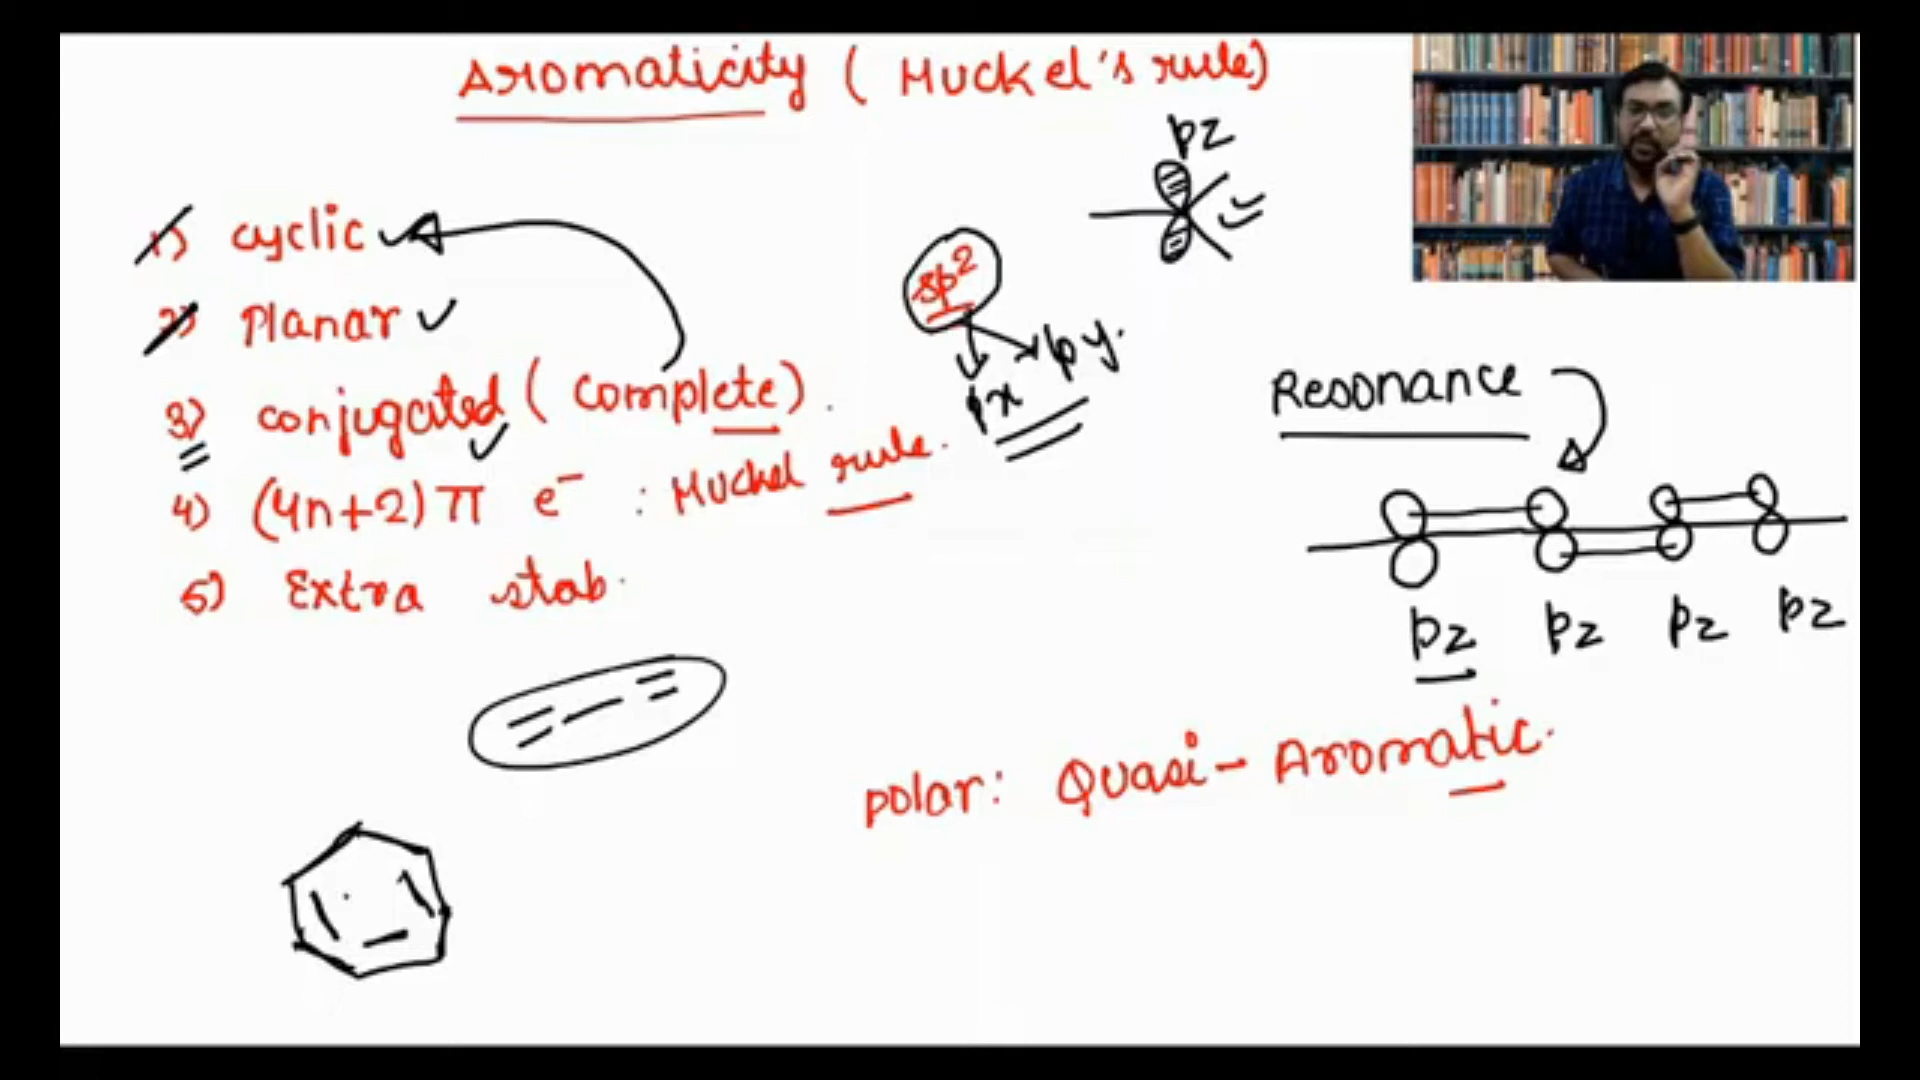 Aromaticity ( Huckel's rule)
pz
1) cyclic
sp2
2) Planar
py.
px
3) conjugated ( complete).
Resonance
4) (4n+2) π e- : Huckel rule.
5) Extra stab.
pz pz pz pz
polar: Quasi-Aromatic.